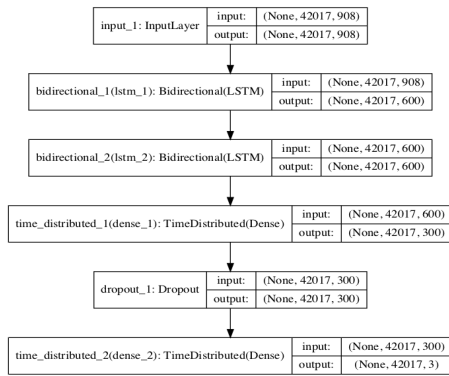 input_1: InputLayer
input: (None, 42017, 908)
output: (None, 42017, 908)
bidirectional_1(lstm_1): Bidirectional(LSTM)
input: (None, 42017, 908)
output: (None, 42017, 600)
bidirectional_2(lstm_2): Bidirectional(LSTM)
input: (None, 42017, 600)
output: (None, 42017, 600)
time_distributed_1(dense_1): TimeDistributed(Dense)
input: (None, 42017, 600)
output: (None, 42017, 300)
dropout_1: Dropout
input: (None, 42017, 300)
output: (None, 42017, 300)
time_distributed_2(dense_2): TimeDistributed(Dense)
input: (None, 42017, 300)
output: (None, 42017, 3)